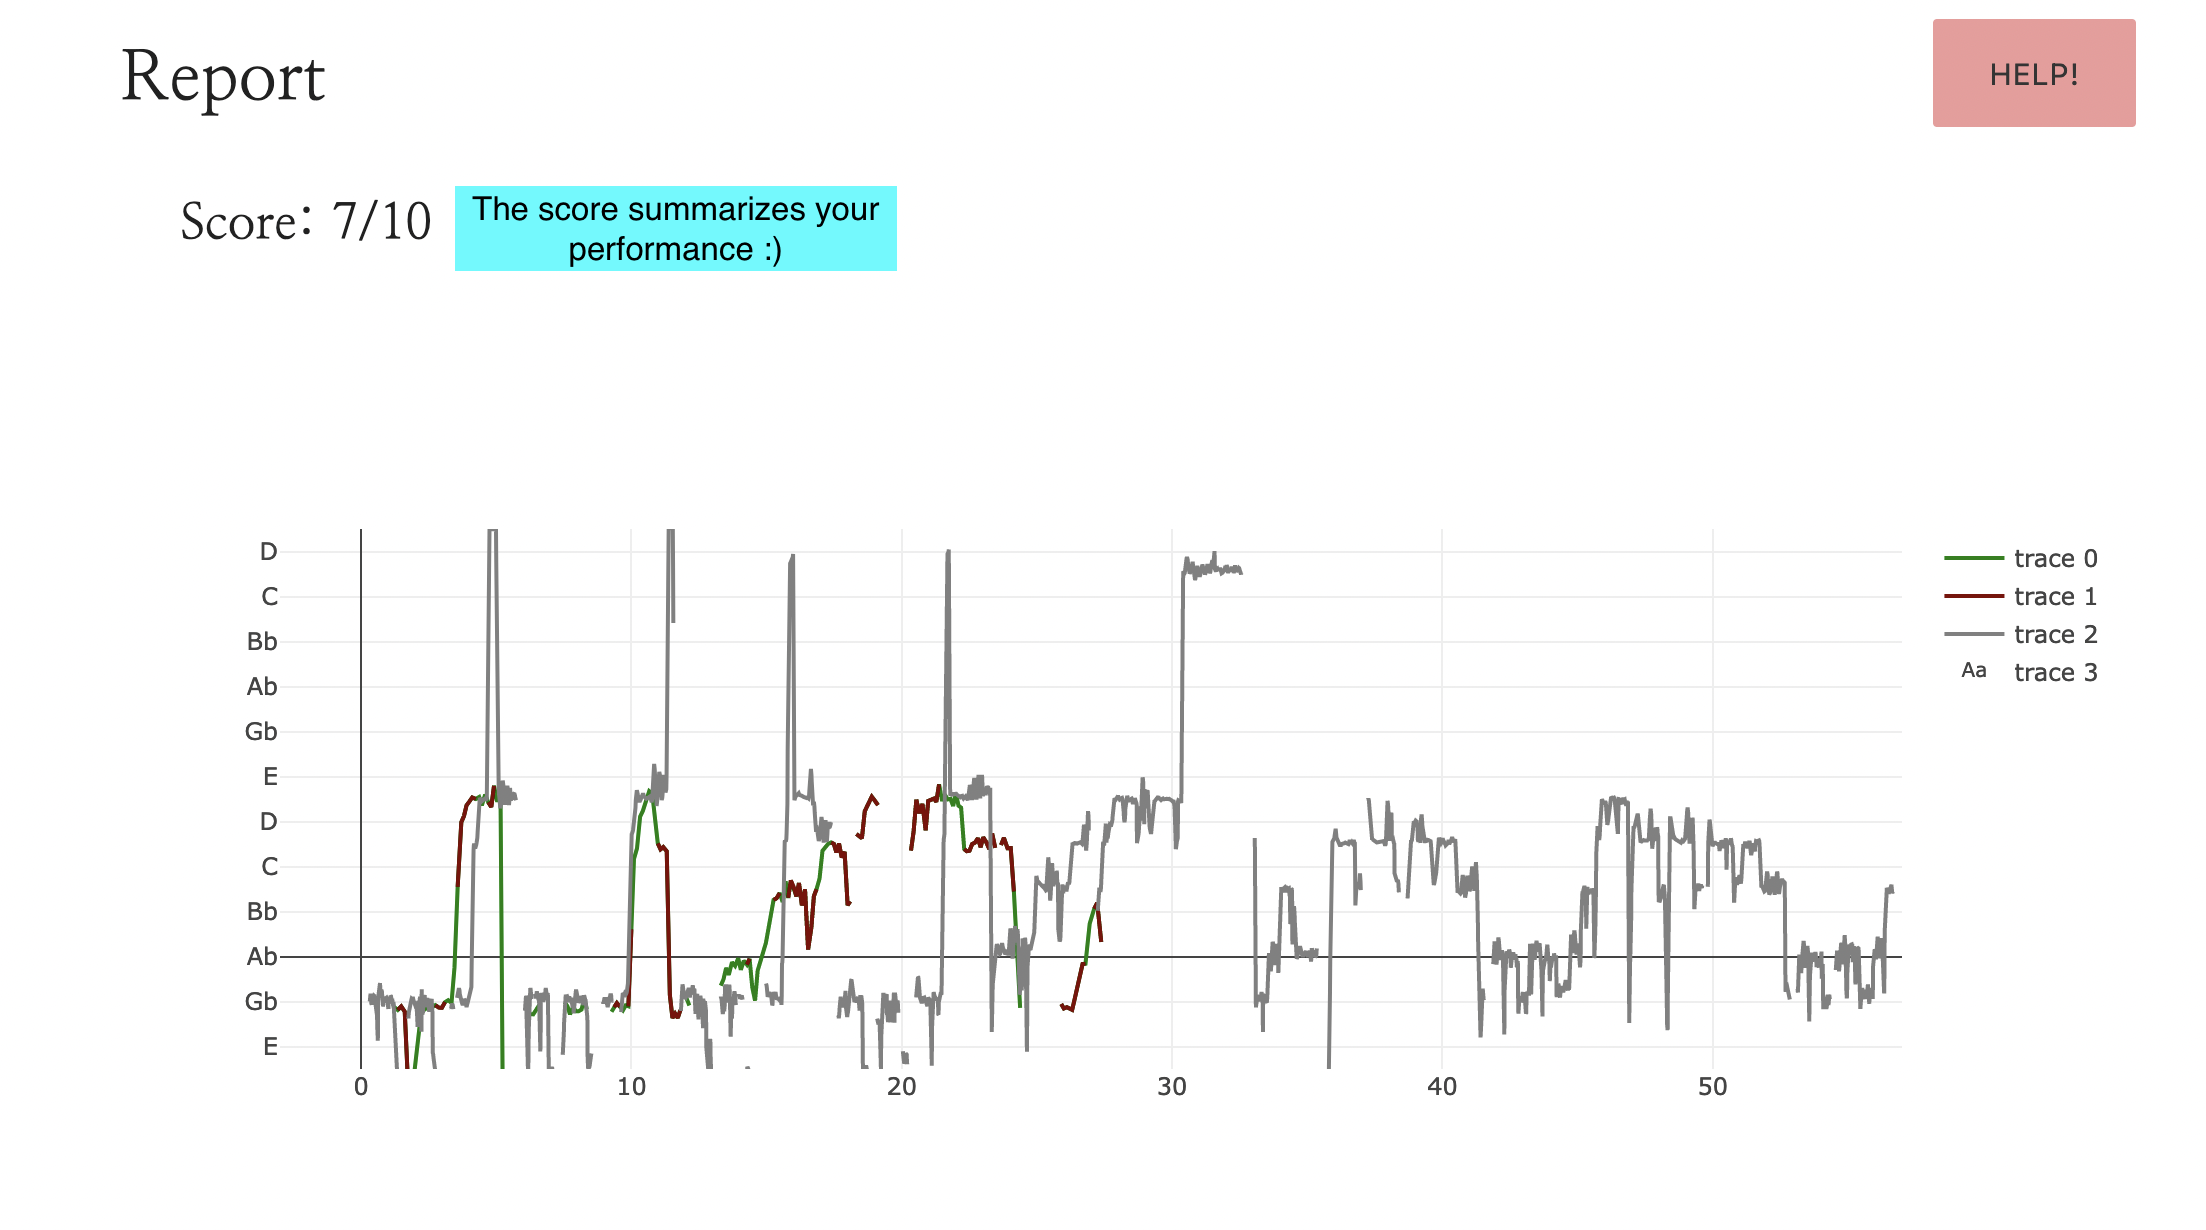 Report
HELP!
Score: 7/10
The score summarizes your
performance :)
D
C
Bb
Ab
Gb
E
D
C
Bb
Ab
Gb
E
0
10
20
30
40
50
trace 0
trace 1
trace 2
Aa trace 3